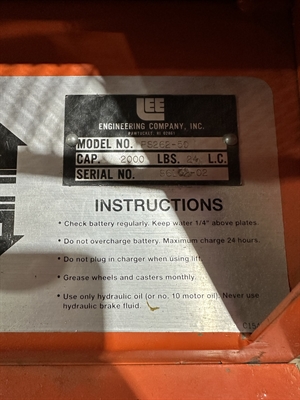 LEE
ENGINEERING COMPANY, INC.
PAWTUCKET, RI 02861
MODEL NO.
CAP. 2000 LBS. 24 L.C.
SERIAL NO.
INSTRUCTIONS
• Check battery regularly. Keep water 1/4" above plates.
• Do not overcharge battery. Maximum charge 24 hours.
• Do not plug in charger when using lift.
• Grease wheels and casters monthly.
• Use only hydraulic oil (or no. 10 motor oil). Never use
hydraulic brake fluid.